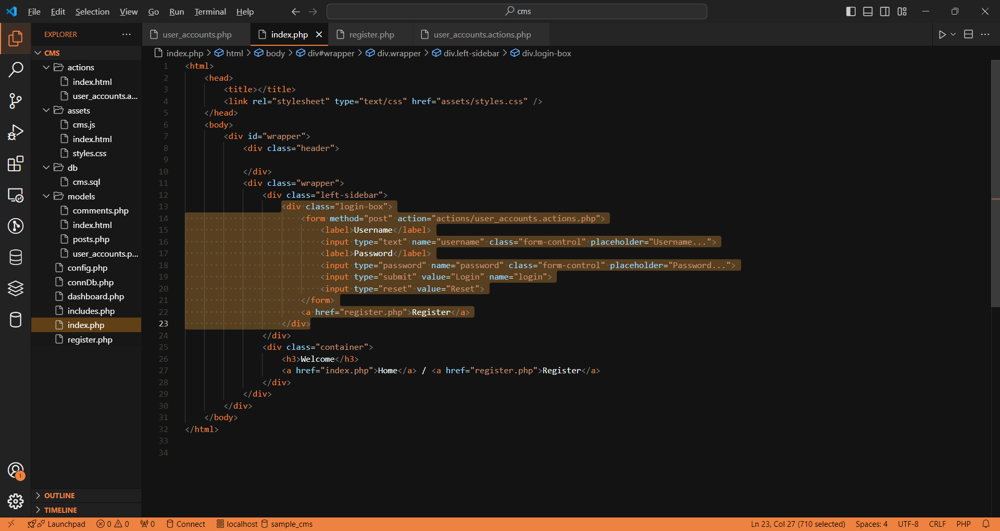 File Edit Selection View Go Run Terminal Help
cms
EXPLORER
CMS
actions
index.html
user_accounts.a...
assets
cms.js
index.html
styles.css
db
cms.sql
models
comments.php
index.html
posts.php
user_accounts.p...
config.php
connDb.php
dashboard.php
includes.php
index.php
register.php
OUTLINE
TIMELINE
1
user_accounts.php index.php register.php user_accounts.actions.php
index.php > html > body > div#wrapper > div.wrapper > div.left-sidebar > div.login-box
1 <html>
2 <head>
3 <title></title>
4 <link rel="stylesheet" type="text/css" href="assets/styles.css" />
5 </head>
6 <body>
7 <div id="wrapper">
8 <div class="header">
9
10 </div>
11 <div class="wrapper">
12 <div class="left-sidebar">
13 <div class="login-box">
14 <form method="post" action="actions/user_accounts.actions.php">
15 <label>Username</label>
16 <input type="text" name="username" class="form-control" placeholder="Username...">
17 <label>Password</label>
18 <input type="password" name="password" class="form-control" placeholder="Password...">
19 <input type="submit" value="Login" name="login">
20 <input type="reset" value="Reset">
21 </form>
22 <a href="register.php">Register</a>
23 </div>
24 </div>
25 <div class="container">
26 <h3>Welcome</h3>
27 <a href="index.php">Home</a> / <a href="register.php">Register</a>
28 </div>
29 </div>
30 </div>
31 </body>
32 </html>
33
34
Launchpad 0 0 0 Connect localhost sample_cms Ln 23, Col 27 (710 selected) Spaces: 4 UTF-8 CRLF PHP